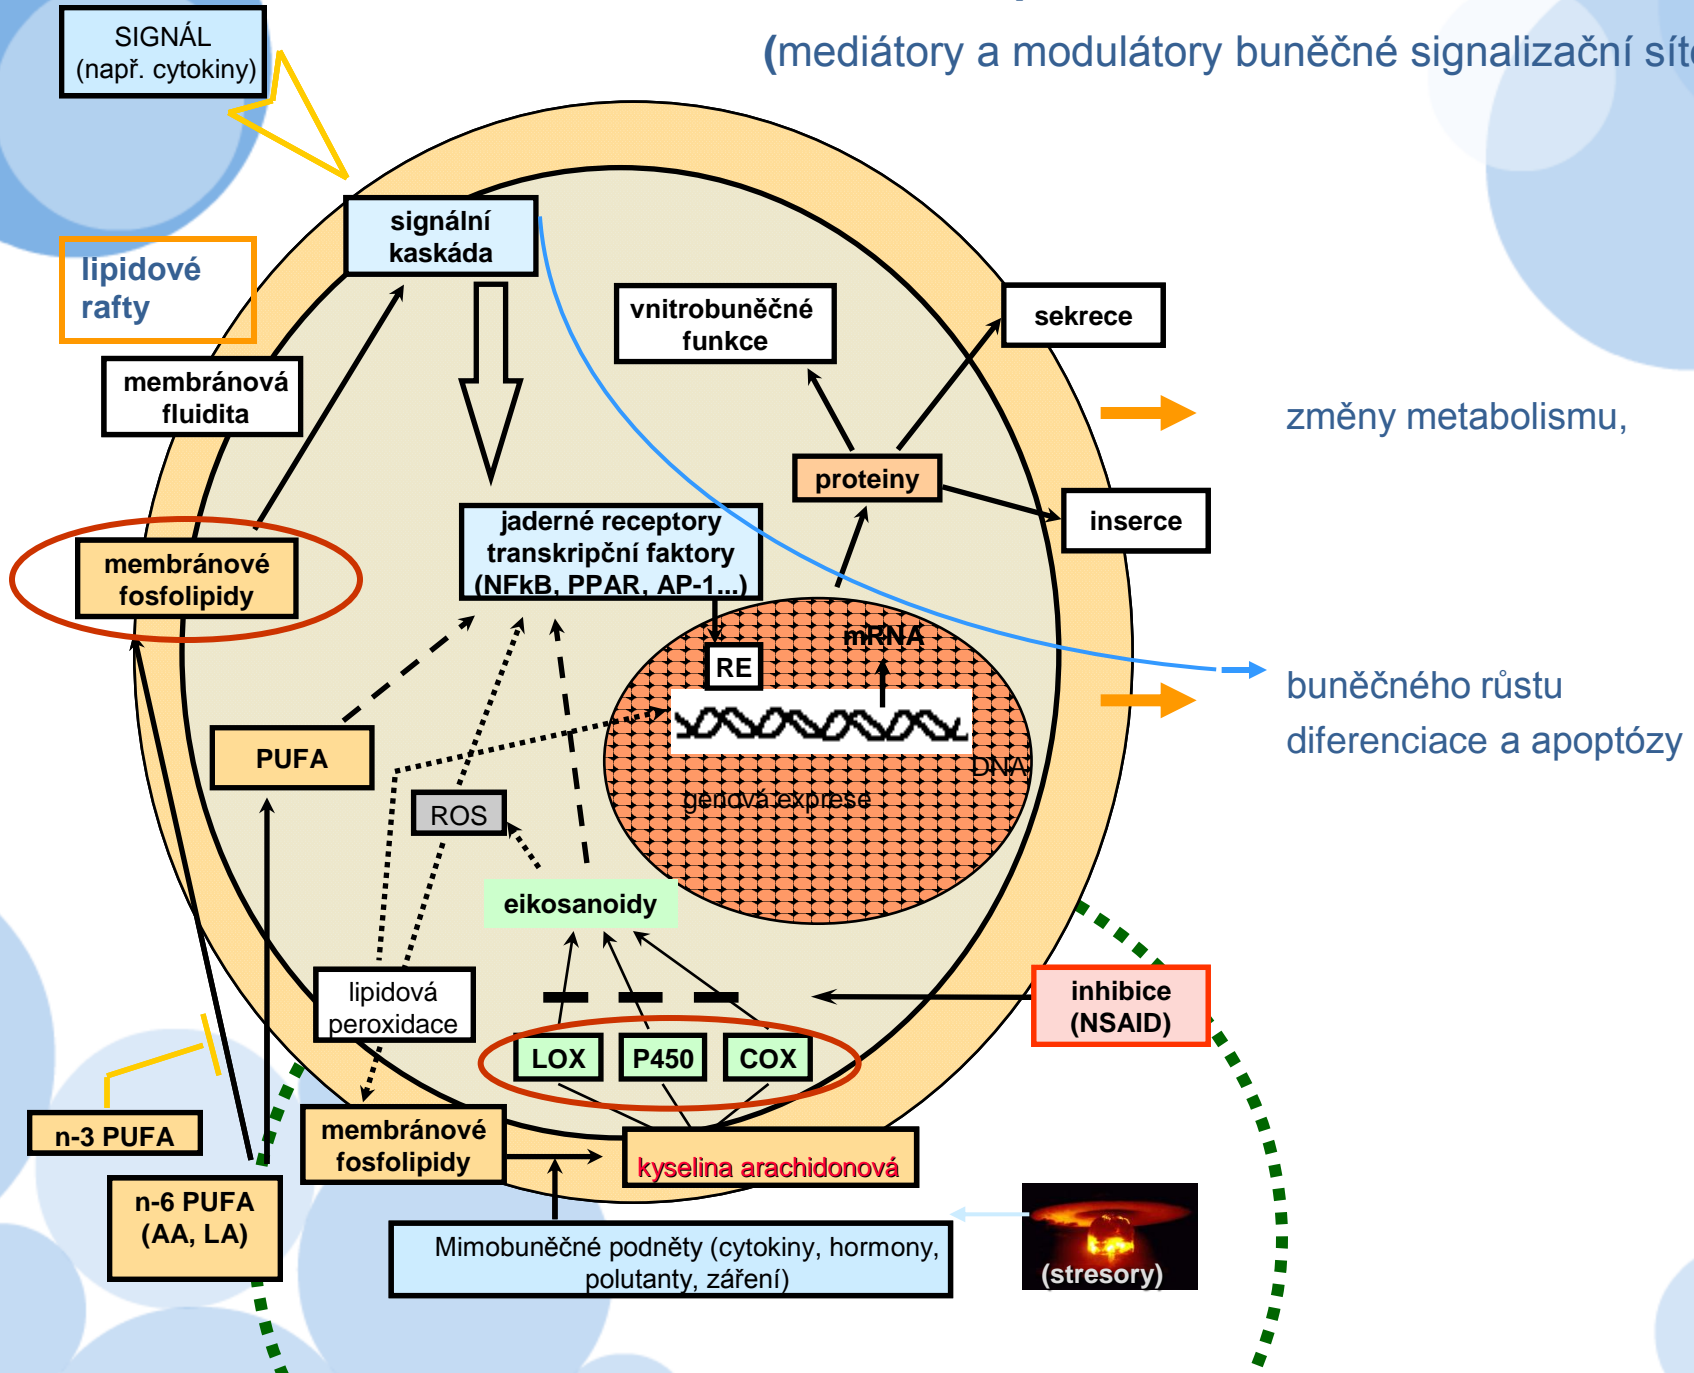 (mediátory a modulátory buněčné signalizační sítě
SIGNÁL
(např. cytokiny)
signální
kaskáda
lipidové
rafty
vnitrobuněčné
funkce
sekrece
membránová
fluidita
změny metabolismu,
proteiny
inserce
jaderné receptory
transkripční faktory
(NFkB, PPAR, AP-1...)
membránové
fosfolipidy
mRNA
RE
buněčného růstu
diferenciace a apoptózy
PUFA
DNA
genová exprese
ROS
eikosanoidy
lipidová
peroxidace
inhibice
(NSAID)
LOX
P450
COX
n-3 PUFA
membránové
fosfolipidy
kyselina arachidonová
n-6 PUFA
(AA, LA)
Mimobuněčné podněty (cytokiny, hormony,
polutanty, záření)
(stresory)